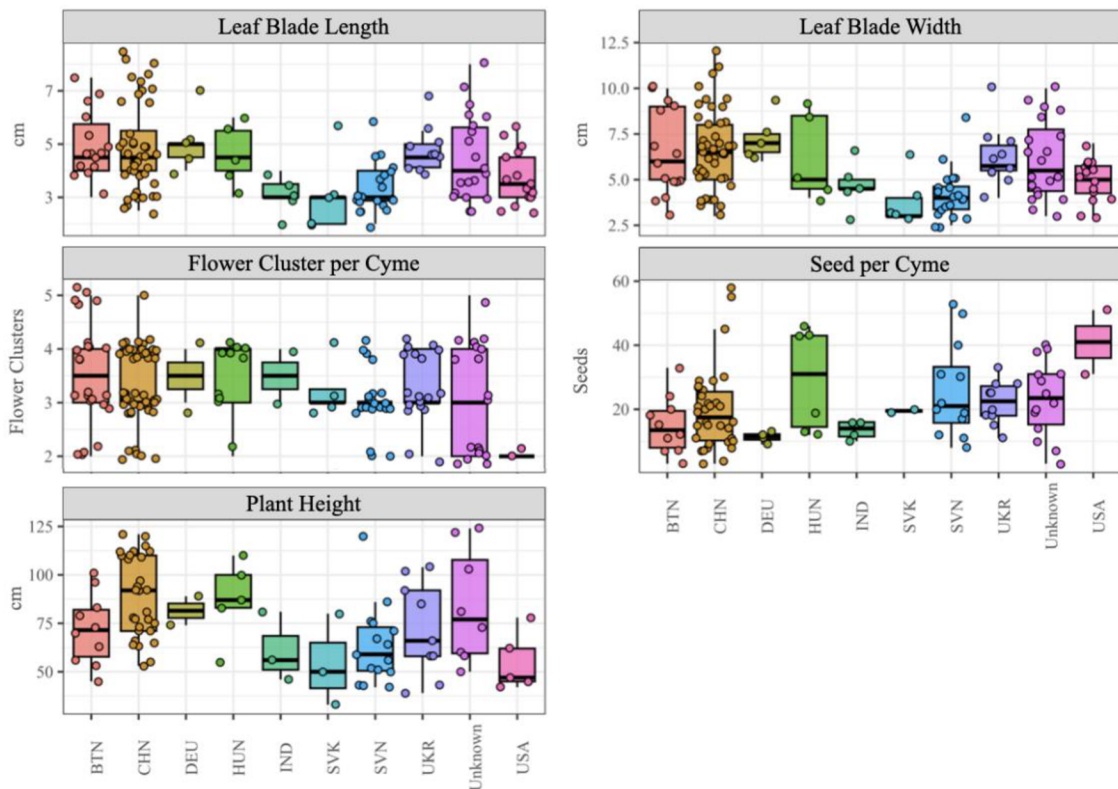 Leaf Blade Length
cm
7
5
3
Leaf Blade Width
cm
12.5
10.0
7.5
5.0
2.5
Flower Cluster per Cyme
Flower Clusters
5
4
3
2
Seed per Cyme
Seeds
60
40
20
BTN
CHN
DEU
HUN
IND
SVK
SVN
UKR
Unknown
USA
Plant Height
cm
125
100
75
50
BTN
CHN
DEU
HUN
IND
SVK
SVN
UKR
Unknown
USA